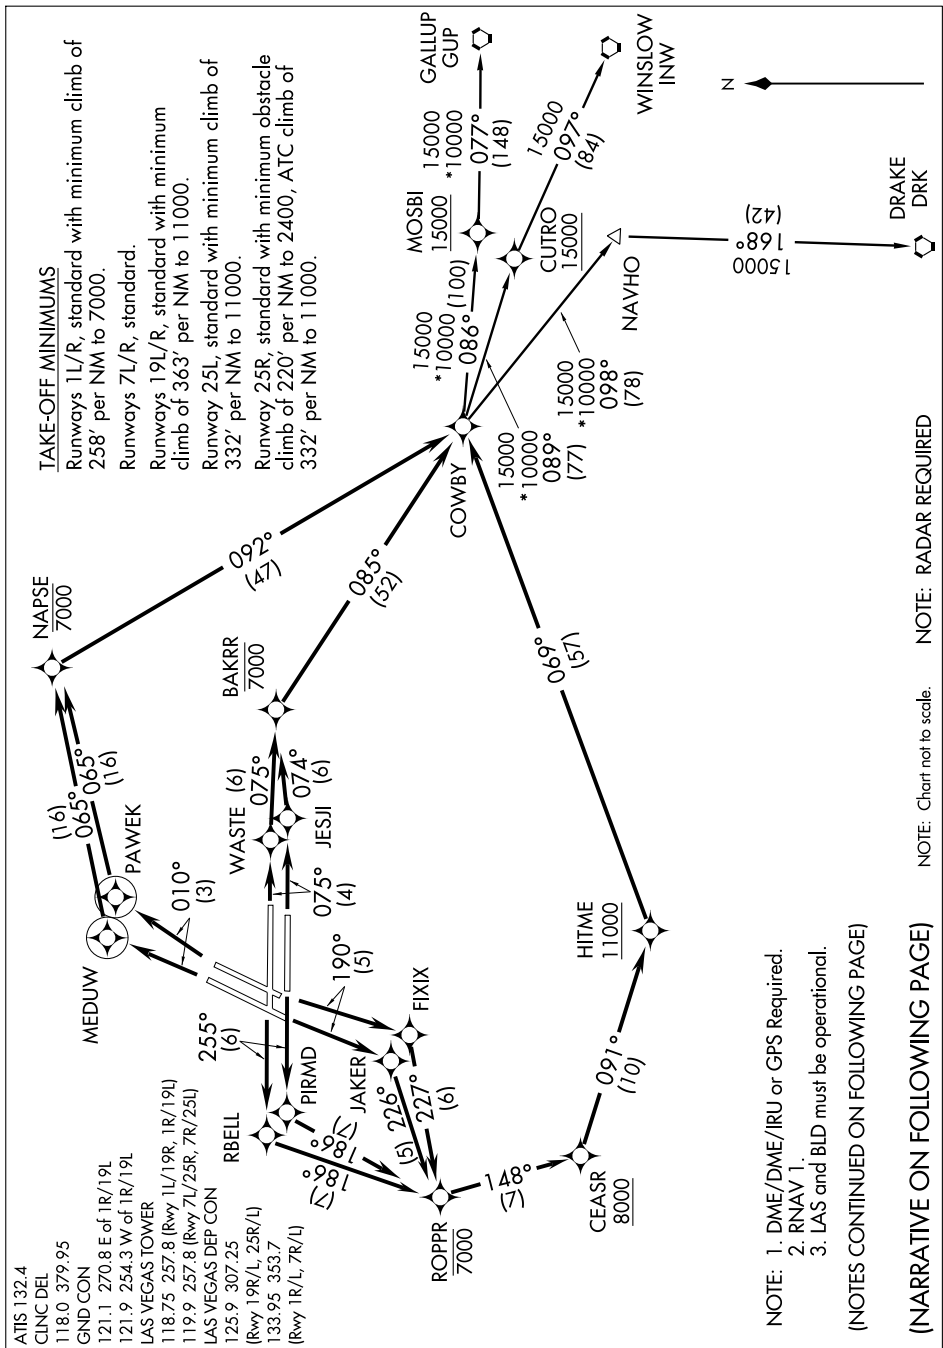 ATIS 132.4
CLNC DEL
118.0 379.95
GND CON
121.1 270.8 E of 1R/19L
121.9 254.3 W of 1R/19L
LAS VEGAS TOWER
118.75 257.8 (Rwy 1L/19R, 1R/19L)
119.9 257.8 (Rwy 7L/25R, 7R/25L)
LAS VEGAS DEP CON
125.9 307.25
(Rwy 19R/L, 25R/L)
133.95 353.7
(Rwy 1R/L, 7R/L)
TAKE-OFF MINIMUMS
Runways 1L/R, standard with minimum climb of
258' per NM to 7000.
Runways 7L/R, standard.
Runways 19L/R, standard with minimum
climb of 363' per NM to 11000.
Runway 25L, standard with minimum climb of
332' per NM to 11000.
Runway 25R, standard with minimum obstacle
climb of 220' per NM to 2400, ATC climb of
332' per NM to 11000.
NAPSE
7000
MEDUW
PAWEK
(16)
065°
065°
(16)
010°
(3)
092°
(47)
WASTE
(6)
075°
BAKRR
7000
JESJI
074°
(6)
075°
(4)
085°
(52)
RBELL
PIRMD
255°
(6)
190°
(5)
JAKER
FIXIX
186°
(7)
186°
(7)
226°
(5)
227°
(6)
ROPPR
7000
148°
(7)
CEASR
8000
091°
(10)
HITME
11000
069°
(57)
COWBY
15000
*10000
086° (100)
MOSBI
15000
15000
*10000
077°
(148)
GALLUP
GUP
15000
*10000
089°
(77)
CUTRO
15000
15000
097°
(84)
WINSLOW
INW
15000
*10000
098°
(78)
NAVHO
15000
168°
(42)
DRAKE
DRK
N
NOTE: 1. DME/DME/IRU or GPS Required.
2. RNAV 1.
3. LAS and BLD must be operational.
(NOTES CONTINUED ON FOLLOWING PAGE)
NOTE: Chart not to scale.
NOTE: RADAR REQUIRED
(NARRATIVE ON FOLLOWING PAGE)